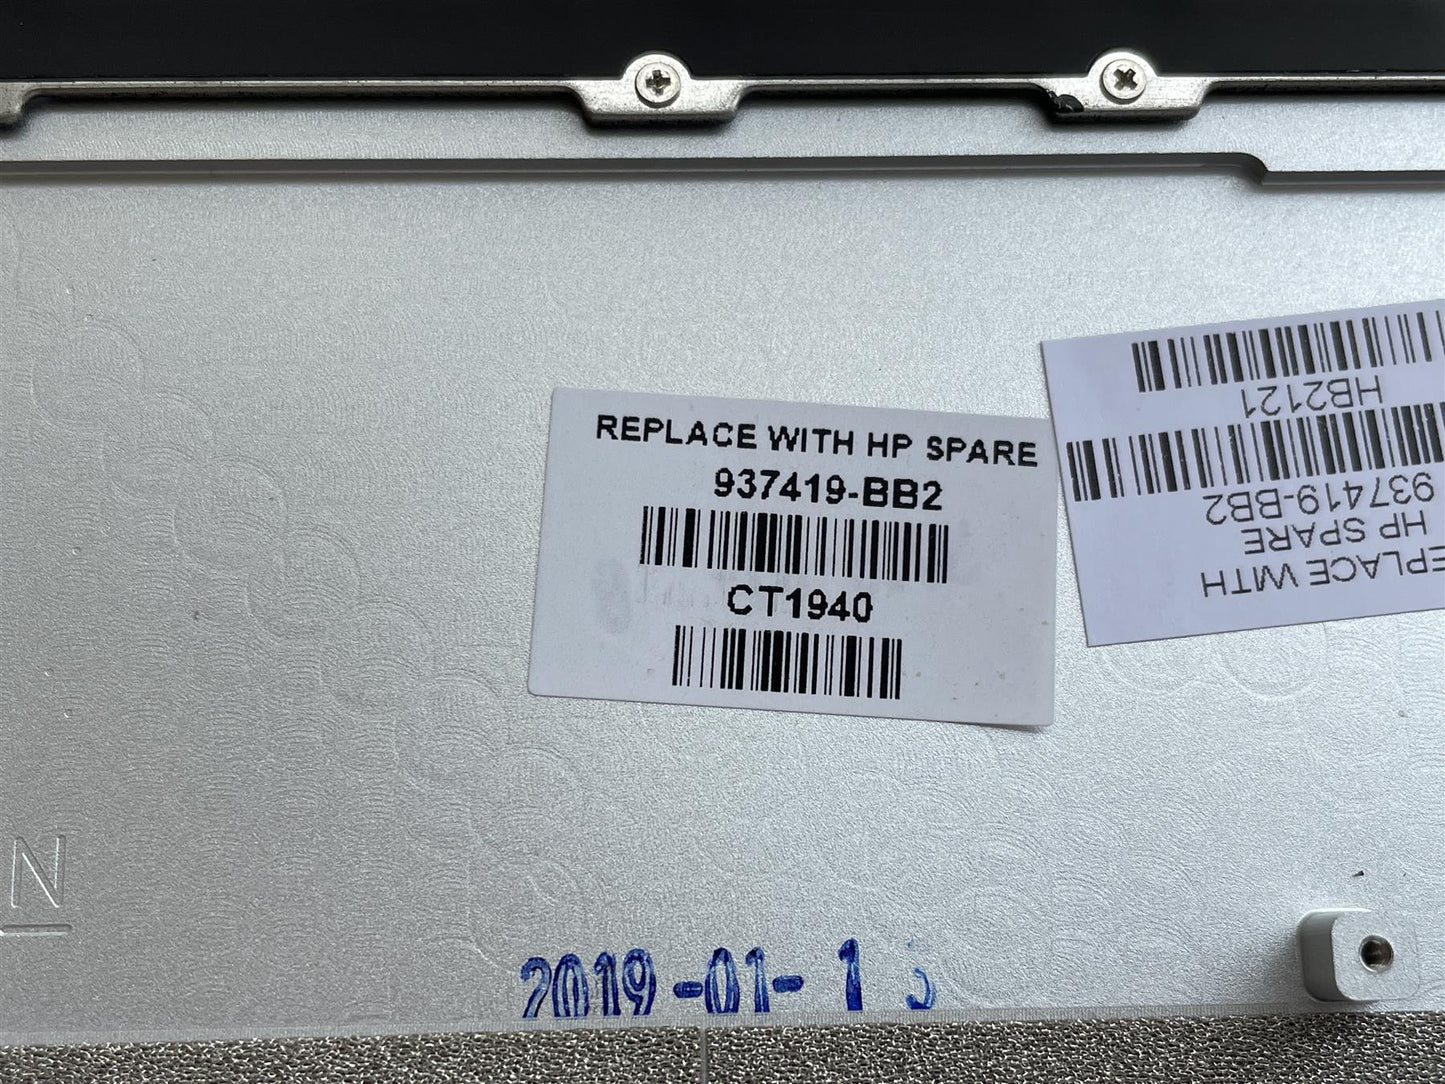 REPLACE WITH HP SPARE
937419-BB2
CT1940
EPLACE WITH
HP SPARE
937419-BB2
HB2121
N
2019-01-1